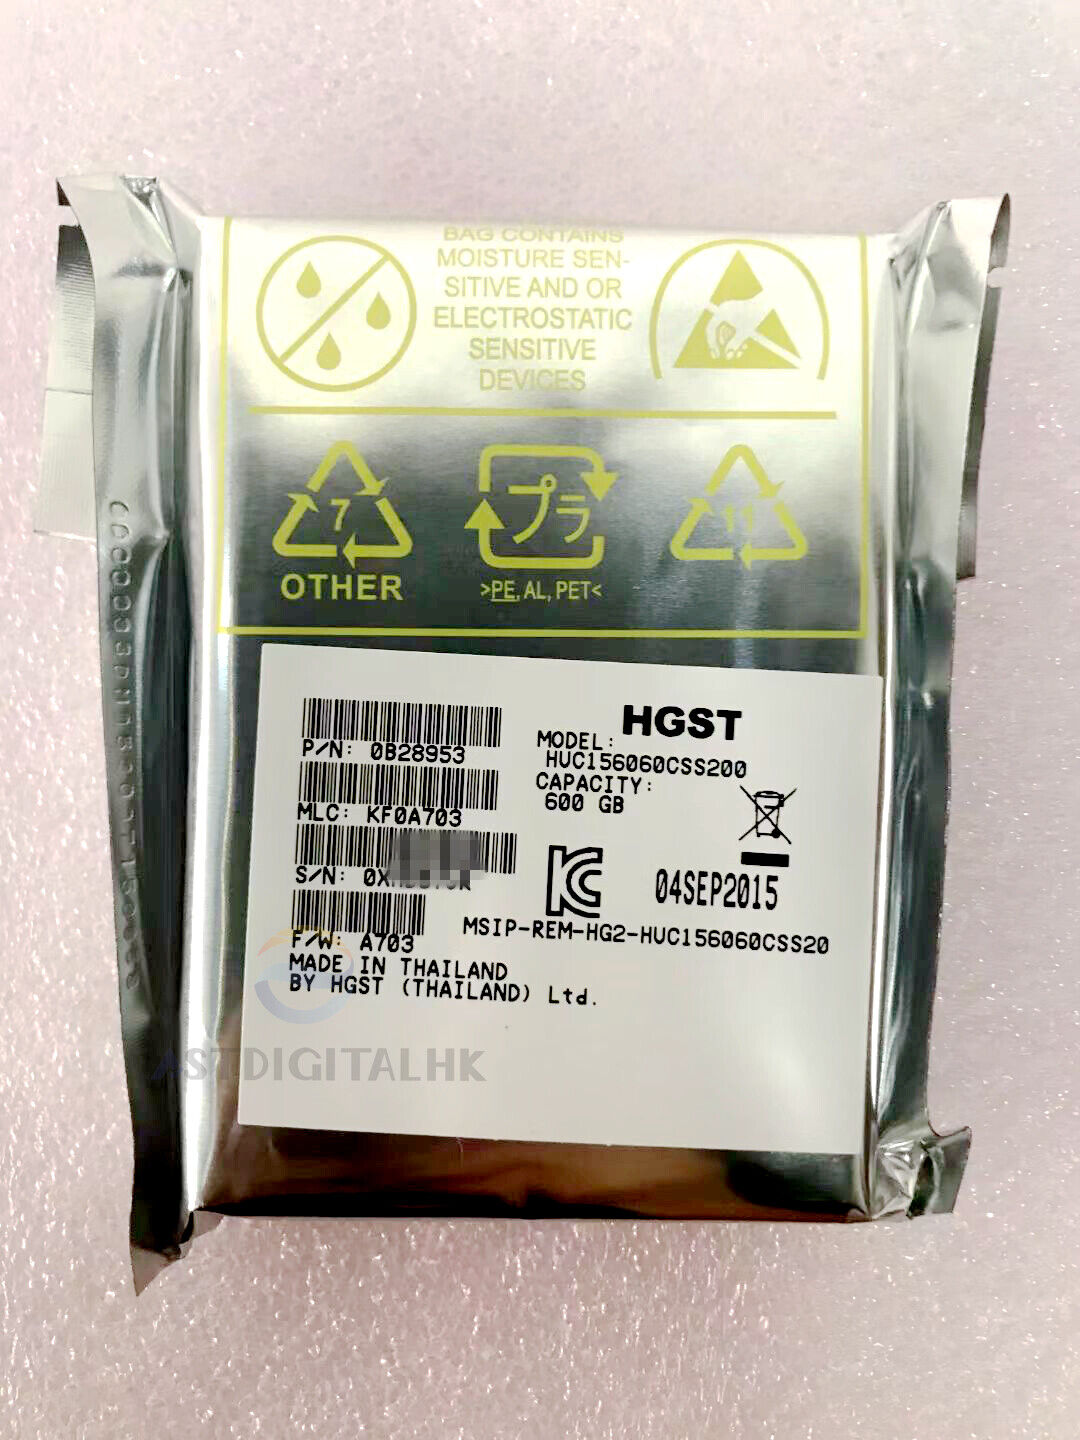 BAG CONTAINS
MOISTURE SEN-
SITIVE AND OR
ELECTROSTATIC
SENSITIVE
DEVICES
7
OTHER
プラ
>PE, AL, PET<
11
HGST
P/N: 0B28953
MLC: KF0A703
S/N:
F/W: A703
MADE IN THAILAND
BY HGST (THAILAND) Ltd.
MODEL:
HUC156060CSS200
CAPACITY:
600 GB
04SEP2015
MSIP-REM-HG2-HUC156060CSS20
ASTDIGITALHK